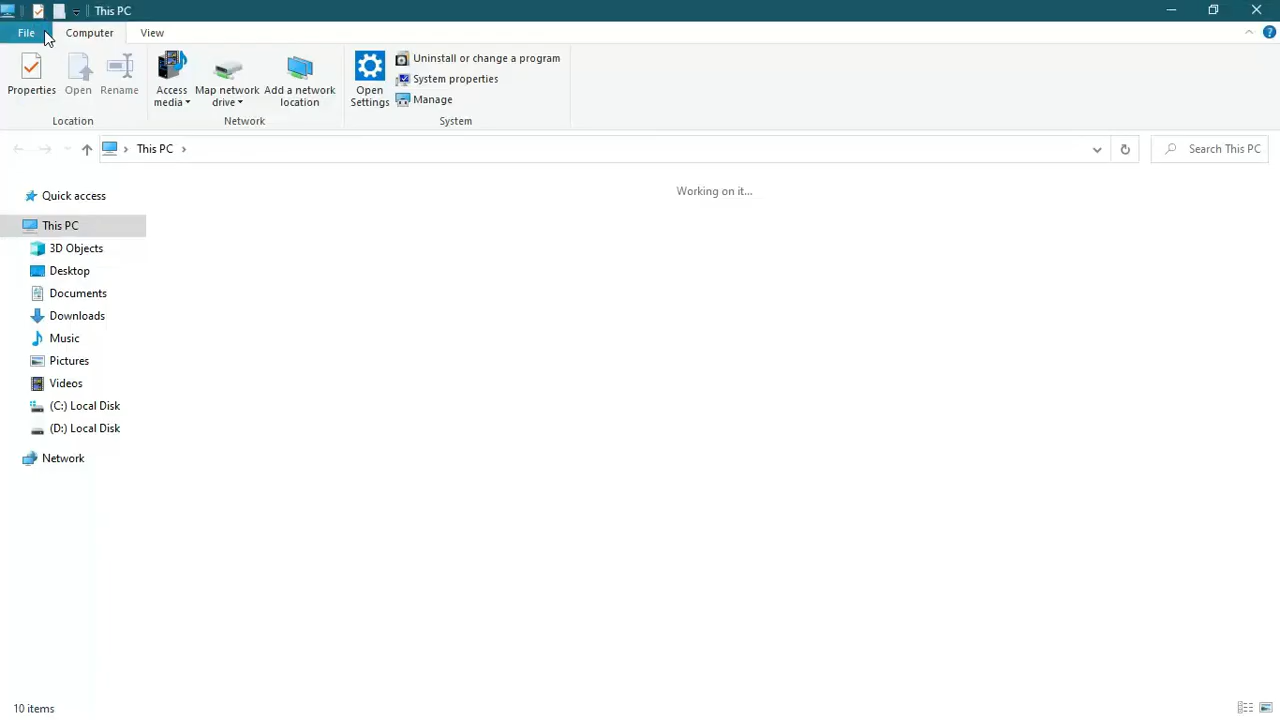 This PC
File
Computer
View
Properties
Open
Rename
Access media
Map network drive
Add a network location
Open Settings
Uninstall or change a program
System properties
Manage
Location
Network
System
This PC
Search This PC
Working on it...
Quick access
This PC
3D Objects
Desktop
Documents
Downloads
Music
Pictures
Videos
(C:) Local Disk
(D:) Local Disk
Network
10 items